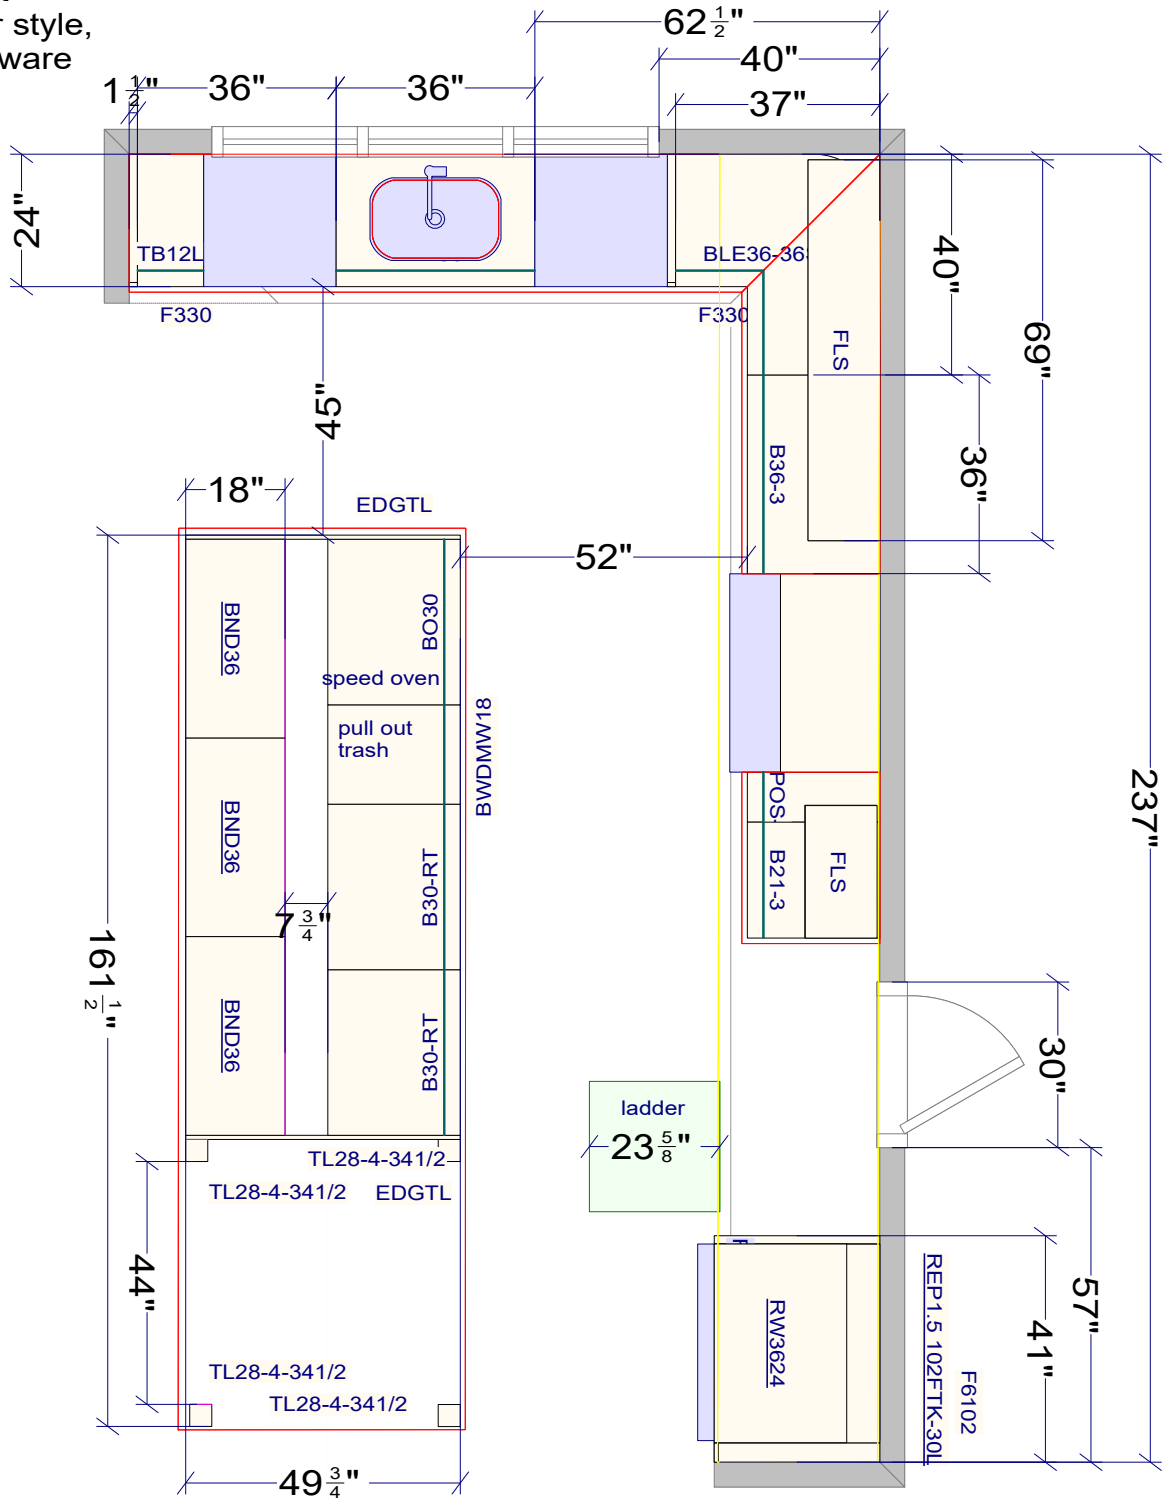 r style,
ware
62 1/2"
40"
37"
1 1/2"
36"
36"
24"
TB12L
BLE36-36
F330
F330
FLS
40"
69"
45"
36"
B36-3
18"
EDGTL
52"
BND36
BO30
speed oven
pull out
trash
BWDMW18
237"
BND36
B30-RT
7 3/4"
POS
B21-3
FLS
161 1/2"
BND36
B30-RT
30"
ladder
23 5/8"
TL28-4-341/2
TL28-4-341/2
EDGTL
44"
F
RW3624
REP1.5 102FTK-30L
F6102
41"
57"
TL28-4-341/2
TL28-4-341/2
49 3/4"